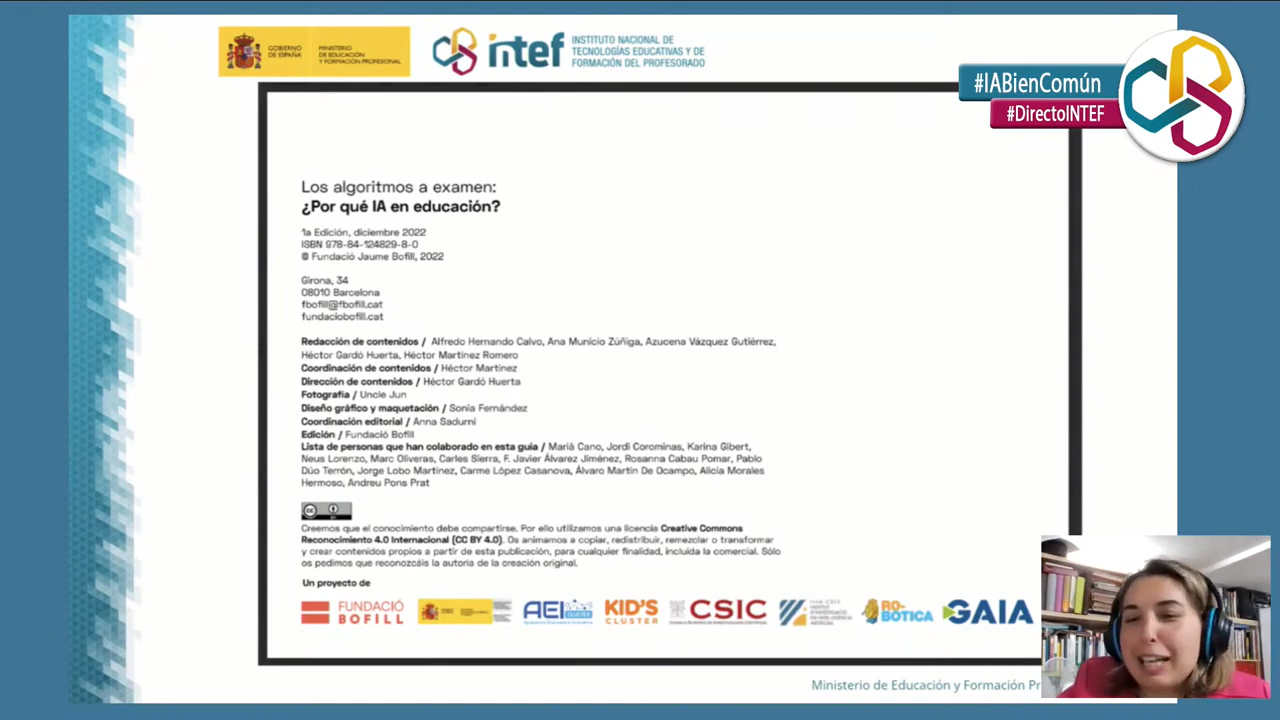 GOBIERNO
DE ESPAÑA
MINISTERIO
DE EDUCACIÓN
Y FORMACIÓN PROFESIONAL
intef
INSTITUTO NACIONAL DE
TECNOLOGÍAS EDUCATIVAS Y DE
FORMACIÓN DEL PROFESORADO
#IABienComún
#DirectoINTEF
Los algoritmos a examen:
¿Por qué IA en educación?
1a Edición, diciembre 2022
ISBN 978-84-124829-8-0
@ Fundació Jaume Bofill, 2022
Girona, 34
08010 Barcelona
fbofill@fbofill.cat
fundaciobofill.cat
Redacción de contenidos / Alfredo Hernando Calvo, Ana Municio Zúñiga, Azucena Vázquez Gutiérrez,
Héctor Gardó Huerta, Héctor Martínez Romero
Coordinación de contenidos / Héctor Martínez
Dirección de contenidos / Héctor Gardó Huerta
Fotografía / Uncle Jun
Diseño gráfico y maquetación / Sonia Fernández
Coordinación editorial / Anna Sadurní
Edición / Fundació Bofill
Lista de personas que han colaborado en esta guía / Marià Cano, Jordi Corominas, Karina Gibert,
Neus Lorenzo, Marc Oliveras, Carles Sierra, F. Javier Álvarez Jiménez, Rosanna Cabau Pomar, Pablo
Dúo Terrón, Jorge Lobo Martínez, Carme López Casanova, Álvaro Martín De Ocampo, Alicia Morales
Hermoso, Andreu Pons Prat
cc
BY
Creemos que el conocimiento debe compartirse. Por ello utilizamos una licencia Creative Commons
Reconocimiento 4.0 Internacional (CC BY 4.0). Os animamos a copiar, redistribuir, remezclar o transformar
y crear contenidos propios a partir de esta publicación, para cualquier finalidad, incluida la comercial. Sólo
os pedimos que reconozcáis la autoría de la creación original.
Un proyecto de
FUNDACIÓ
BOFILL
AEI
CLUSTER
KID'S
CLUSTER
CSIC
RO-
BÒTICA
GAIA
Ministerio de Educación y Formación Pr